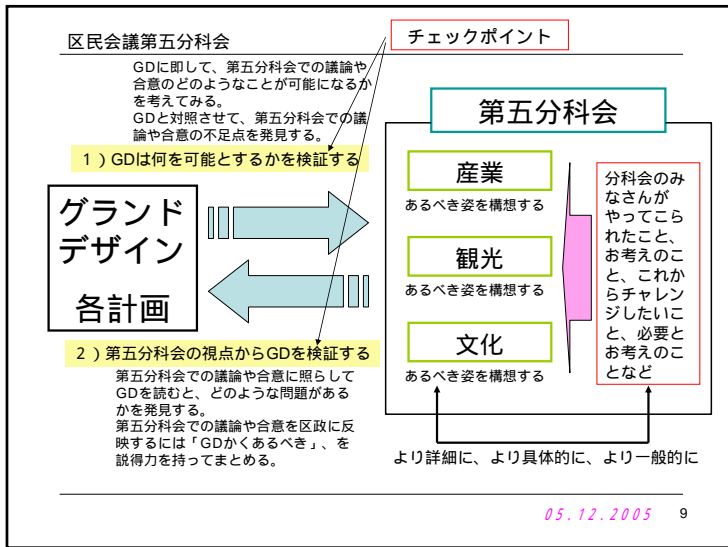 区民会議第五分科会
チェックポイント
GDに即して、第五分科会での議論や
合意のどのようなことが可能になるか
を考えてみる。
GDと対照させて、第五分科会での議
論や合意の不足点を発見する。
1)GDは何を可能とするかを検証する
グランド
デザイン
各計画
2)第五分科会の視点からGDを検証する
第五分科会での議論や合意に照らして
GDを読むと、どのような問題がある
かを発見する。
第五分科会での議論や合意を区政に反
映するには「GDかくあるべき」、を
説得力を持ってまとめる。
第五分科会
産業
あるべき姿を構想する
観光
あるべき姿を構想する
文化
あるべき姿を構想する
分科会のみ
なさんが
やってこら
れたこと、
お考えのこ
と、これか
らチャレン
ジしたいこ
と、必要と
お考えのこ
となど
より詳細に、より具体的に、より一般的に
05.12.2005
9